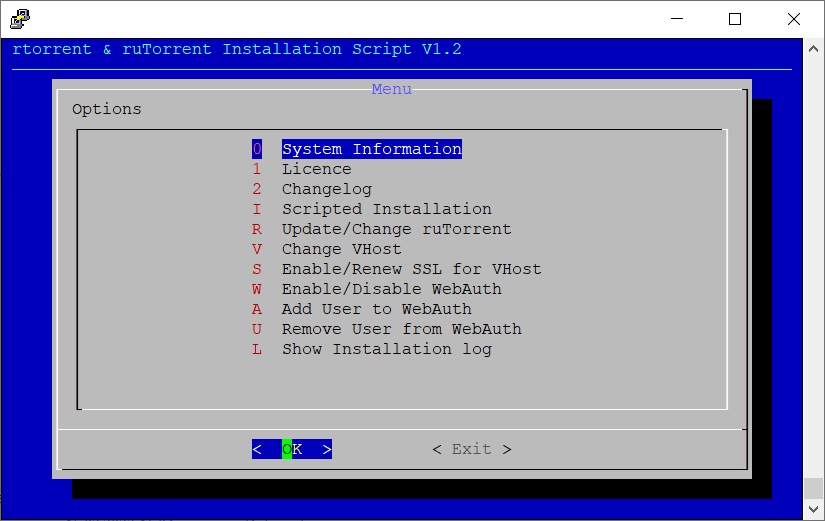 rtorrent & ruTorrent Installation Script V1.2
Menu
Options
0 System Information
1 Licence
2 Changelog
I Scripted Installation
R Update/Change ruTorrent
V Change VHost
S Enable/Renew SSL for VHost
W Enable/Disable WebAuth
A Add User to WebAuth
U Remove User from WebAuth
L Show Installation log
< OK > < Exit >